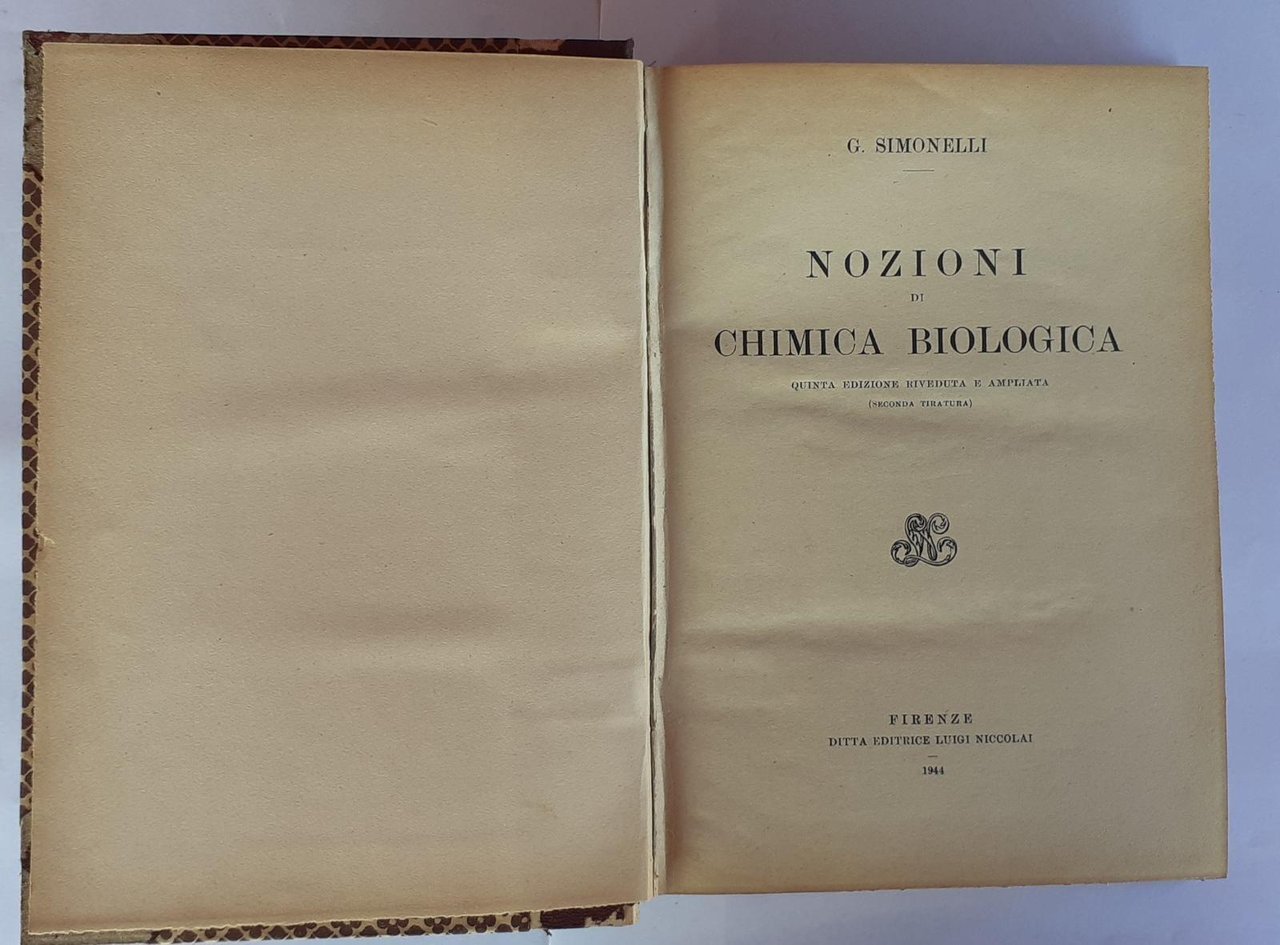 G. SIMONELLI
NOZIONI
DI
CHIMICA BIOLOGICA
QUINTA EDIZIONE RIVEDUTA E AMPLIATA
(SECONDA TIRATURA)
FIRENZE
DITTA EDITRICE LUIGI NICCOLAI
1944